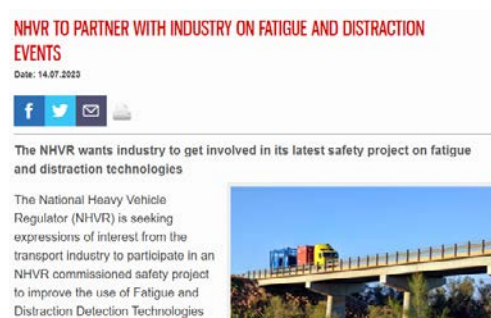 NHVR TO PARTNER WITH INDUSTRY ON FATIGUE AND DISTRACTION
EVENTS
Date: 14.07.2023
The NHVR wants industry to get involved in its latest safety project on fatigue
and distraction technologies
The National Heavy Vehicle
Regulator (NHVR) is seeking
expressions of interest from the
transport industry to participate in an
NHVR commissioned safety project
to improve the use of Fatigue and
Distraction Detection Technologies